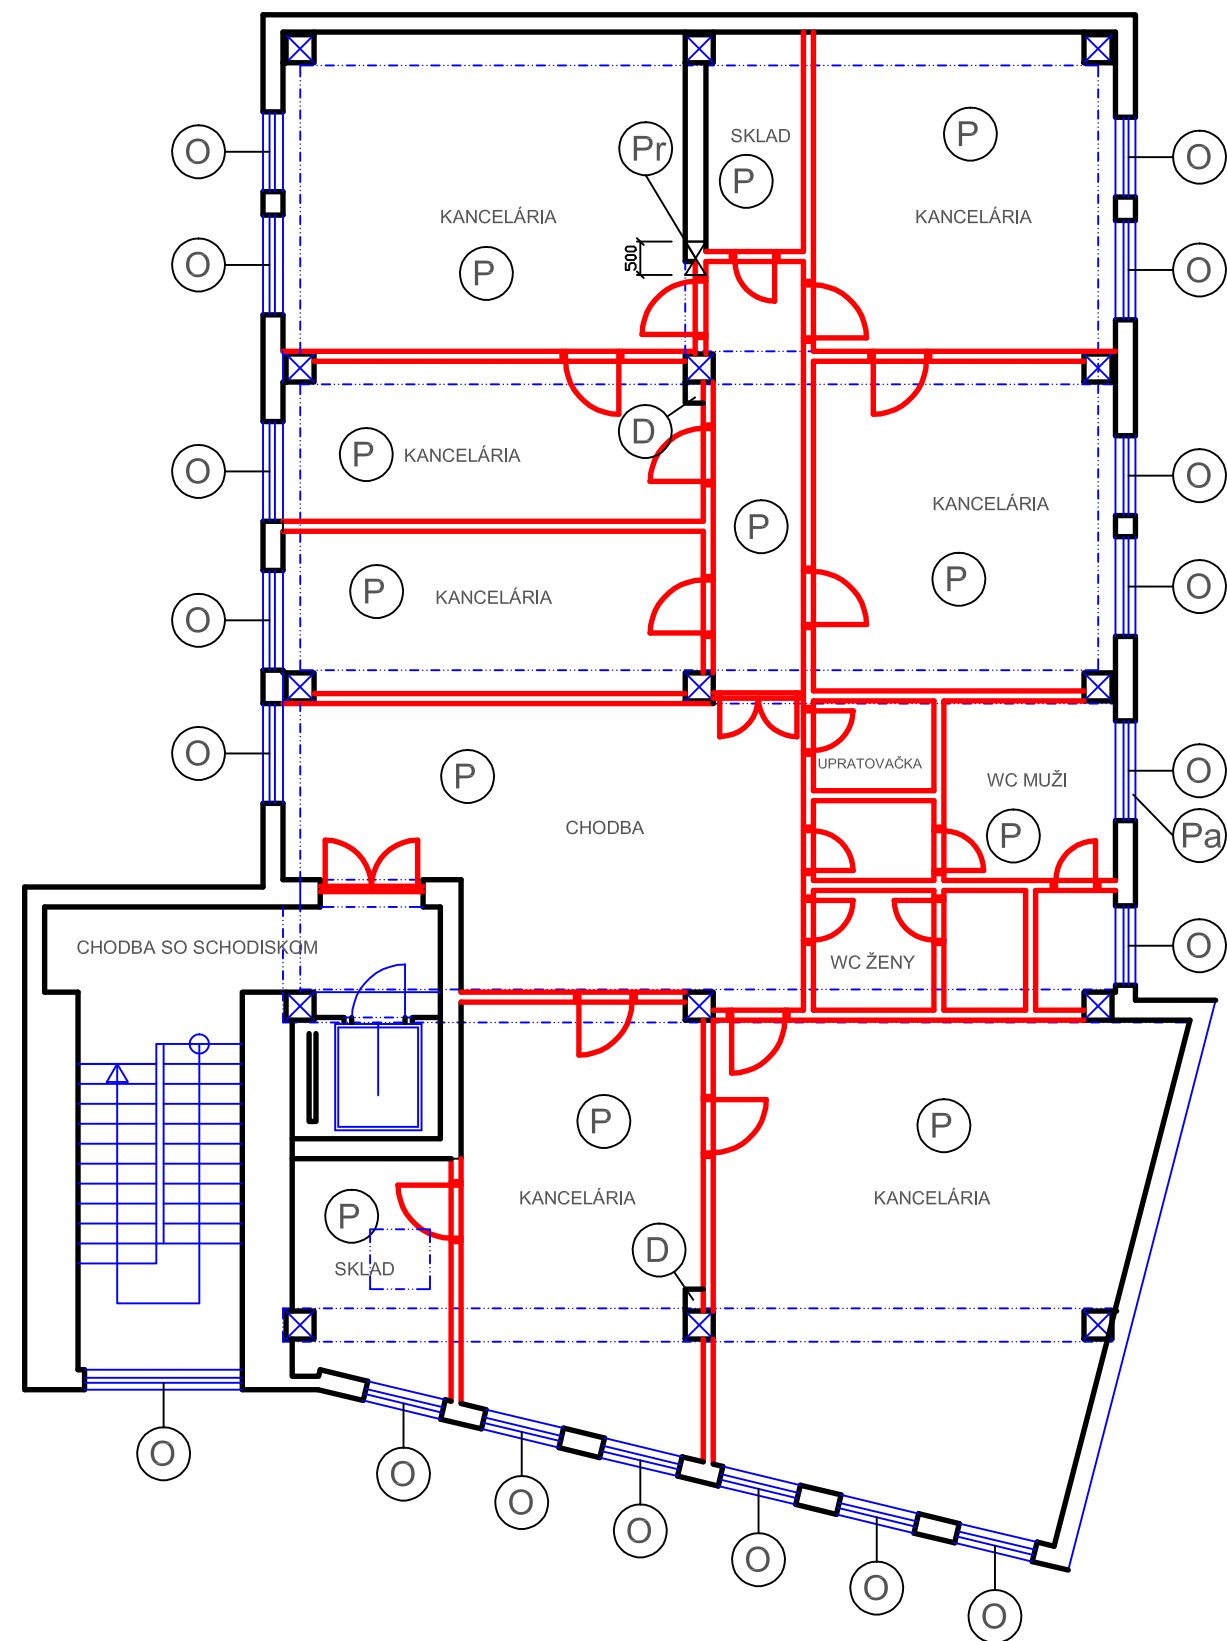 O
P
SKLAD
Pr
O
P
KANCELÁRIA
KANCELÁRIA
O
P
500
O
D
P
KANCELÁRIA
O
O
KANCELÁRIA
P
P
KANCELÁRIA
P
O
O
O
P
UPRATOVAČKA
WC MUŽI
O
CHODBA
P
Pa
CHODBA SO SCHODISKOM
WC ŽENY
O
P
P
KANCELÁRIA
KANCELÁRIA
P
D
SKLAD
O
O
O
O
O
O
O